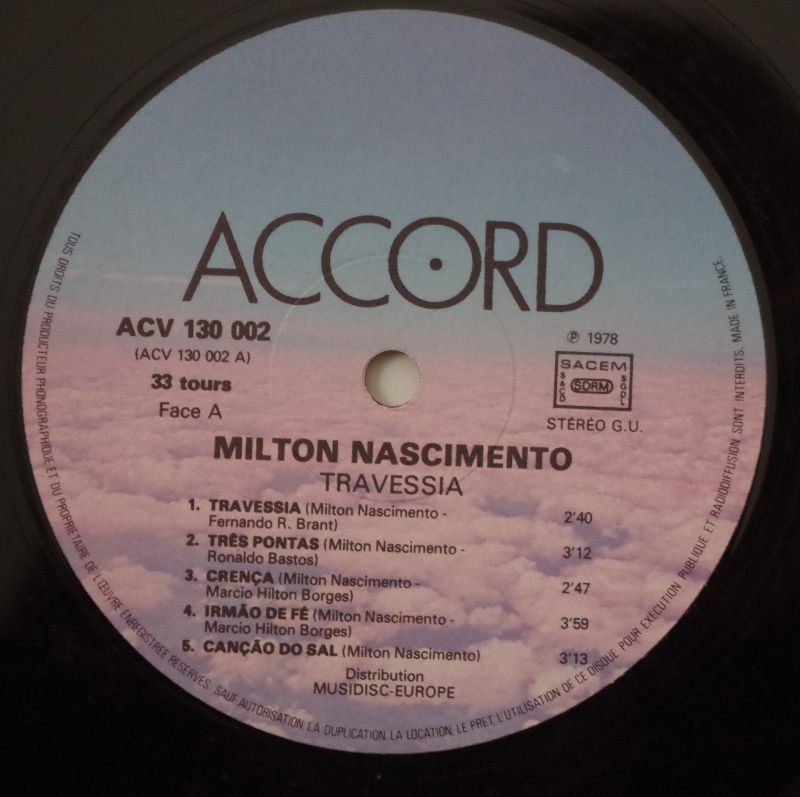 ACCORD
ACV 130 002
(ACV 130 002 A)
33 tours
Face A
℗ 1978
SACEM
SACD
SDRM
SGDL
STÉRÉO G.U.
MILTON NASCIMENTO
TRAVESSIA
1. TRAVESSIA (Milton Nascimento -
Fernando R. Brant) 2'40
2. TRÊS PONTAS (Milton Nascimento -
Ronaldo Bastos) 3'12
3. CRENÇA (Milton Nascimento -
Marcio Hilton Borges) 2'47
4. IRMÃO DE FÉ (Milton Nascimento -
Marcio Hilton Borges) 3'59
5. CANÇÃO DO SAL (Milton Nascimento) 3'13
Distribution
MUSIDISC-EUROPE
TOUS DROITS DU PRODUCTEUR PHONOGRAPHIQUE ET DU PROPRIETAIRE DE L'ŒUVRE ENREGISTREE RESERVES. SAUF AUTORISATION, LA DUPLICATION, LA LOCATION, LE PRET, L'UTILISATION DE CE DISQUE POUR EXECUTION PUBLIQUE ET RADIODIFFUSION SONT INTERDITS. MADE IN FRANCE.